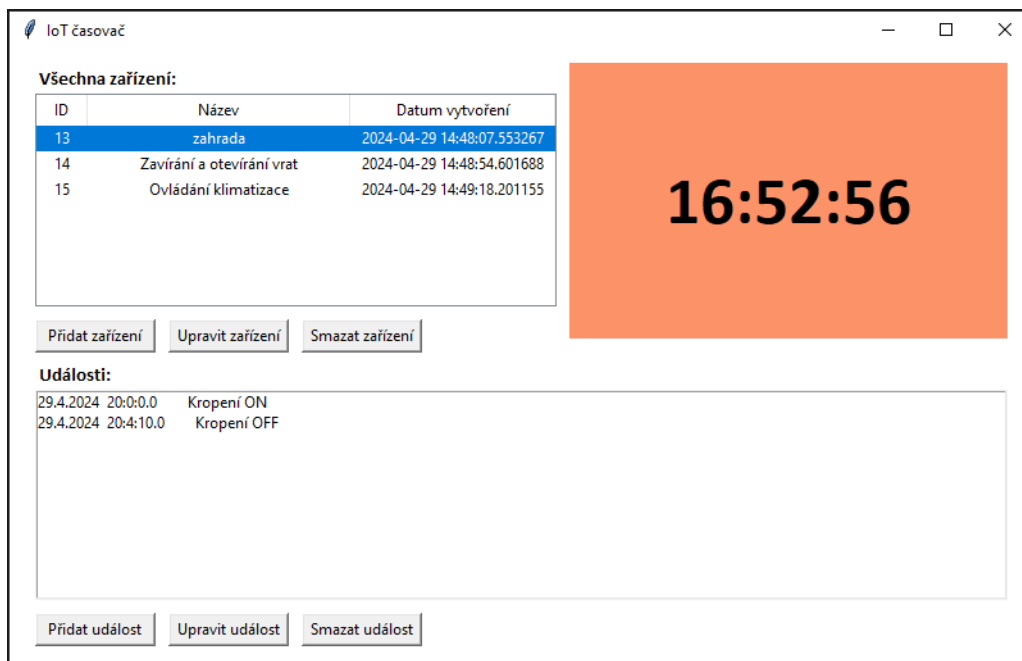 IoT časovač
Všechna zařízení:
ID Název Datum vytvoření
13 zahrada 2024-04-29 14:48:07.553267
14 Zavírání a otevírání vrat 2024-04-29 14:48:54.601688
15 Ovládání klimatizace 2024-04-29 14:49:18.201155
16:52:56
Přidat zařízení Upravit zařízení Smazat zařízení
Události:
29.4.2024 20:0:0.0 Kropení ON
29.4.2024 20:4:10.0 Kropení OFF
Přidat událost Upravit událost Smazat událost